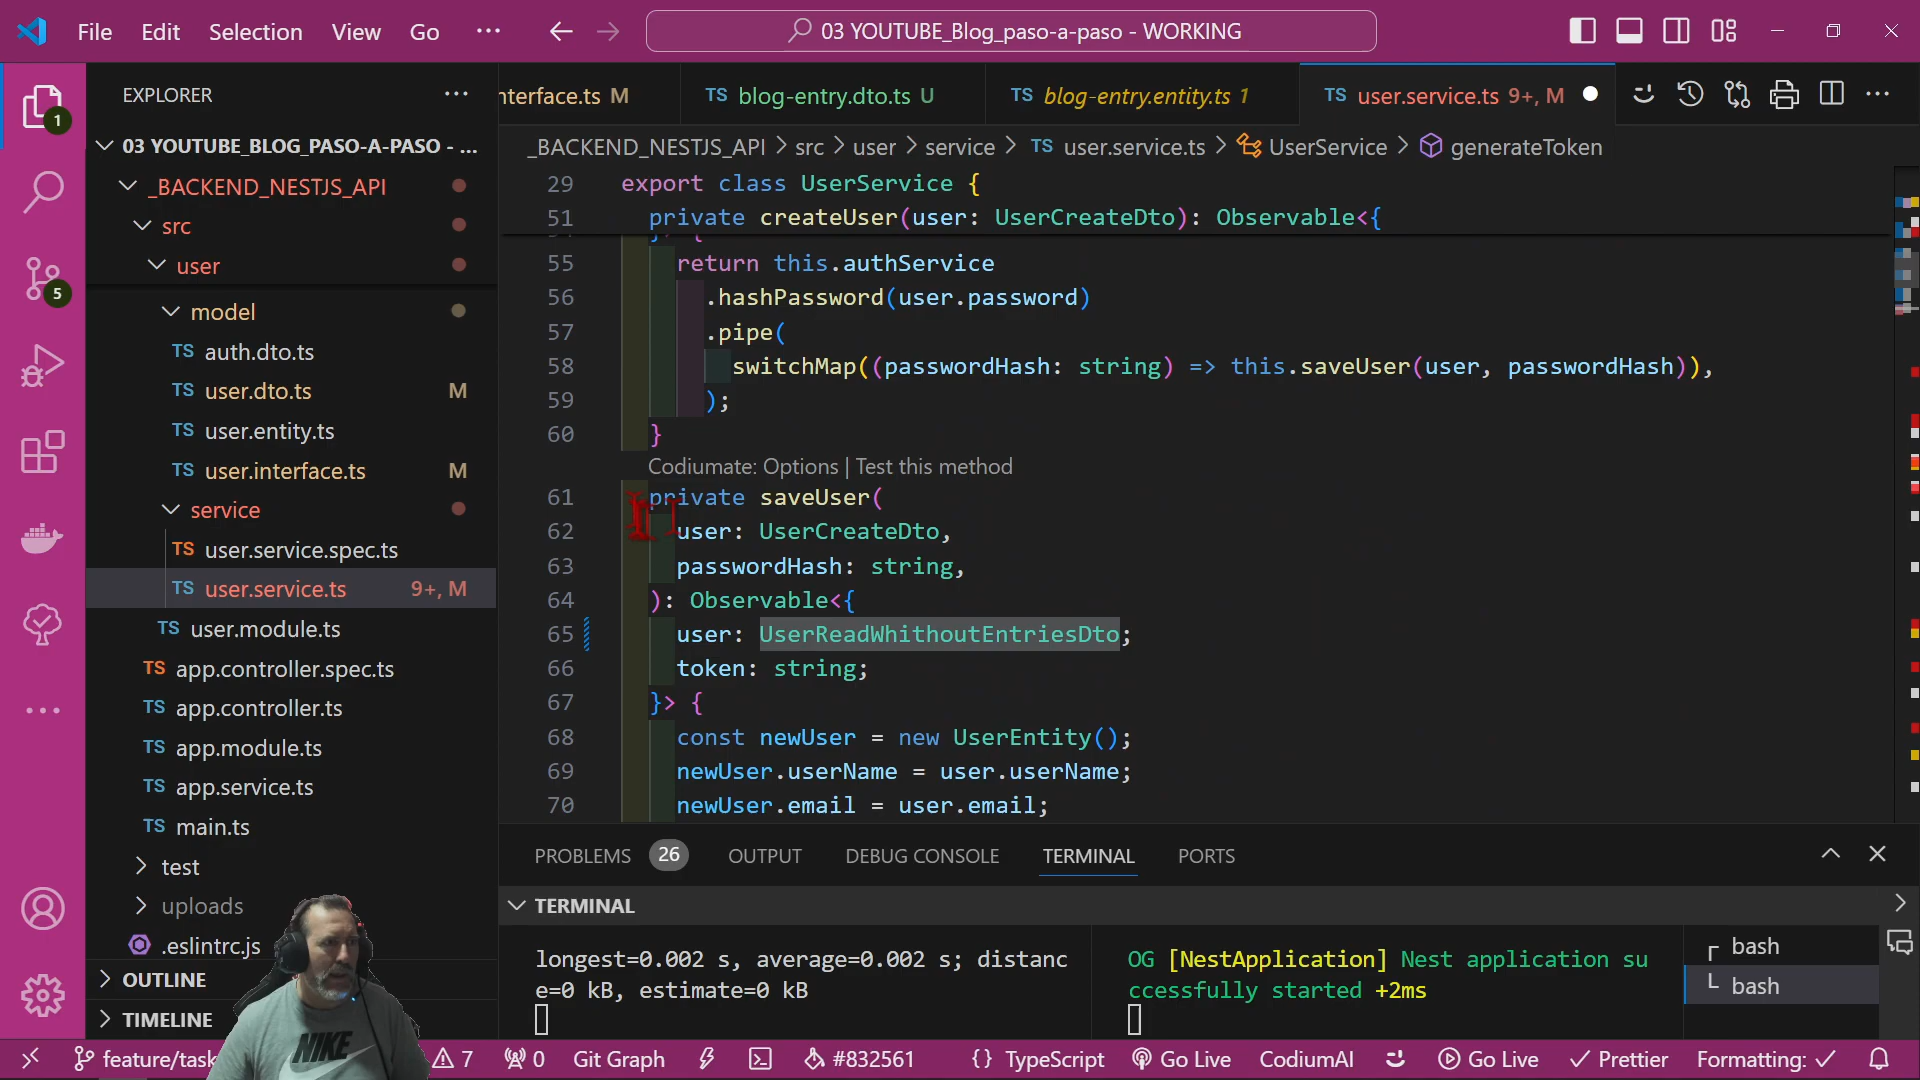 File Edit Selection View Go ··· 03 YOUTUBE_Blog_paso-a-paso - WORKING
EXPLORER ···
nterface.ts M
TS blog-entry.dto.ts U
TS blog-entry.entity.ts 1
TS user.service.ts 9+, M
_BACKEND_NESTJS_API > src > user > service > TS user.service.ts > UserService > generateToken
1
5
03 YOUTUBE_BLOG_PASO-A-PASO - ...
_BACKEND_NESTJS_API
src
user
model
TS auth.dto.ts
TS user.dto.ts M
TS user.entity.ts
TS user.interface.ts M
service
TS user.service.spec.ts
TS user.service.ts 9+, M
TS user.module.ts
TS app.controller.spec.ts
TS app.controller.ts
TS app.module.ts
TS app.service.ts
TS main.ts
test
uploads
.eslintrc.js
OUTLINE
TIMELINE
29 export class UserService {
51 private createUser(user: UserCreateDto): Observable<{
55 return this.authService
56 .hashPassword(user.password)
57 .pipe(
58 switchMap((passwordHash: string) => this.saveUser(user, passwordHash)),
59 );
60 }
Codiumate: Options | Test this method
61 private saveUser(
62 user: UserCreateDto,
63 passwordHash: string,
64 ): Observable<{
65 user: UserReadWhithoutEntriesDto;
66 token: string;
67 }> {
68 const newUser = new UserEntity();
69 newUser.userName = user.userName;
70 newUser.email = user.email;
PROBLEMS 26 OUTPUT DEBUG CONSOLE TERMINAL PORTS
TERMINAL
longest=0.002 s, average=0.002 s; distanc
e=0 kB, estimate=0 kB
OG [NestApplication] Nest application su
ccessfully started +2ms
bash
bash
NIKE
feature/task 7 0 Git Graph #832561 {} TypeScript Go Live CodiumAI Go Live Prettier Formatting: ✓